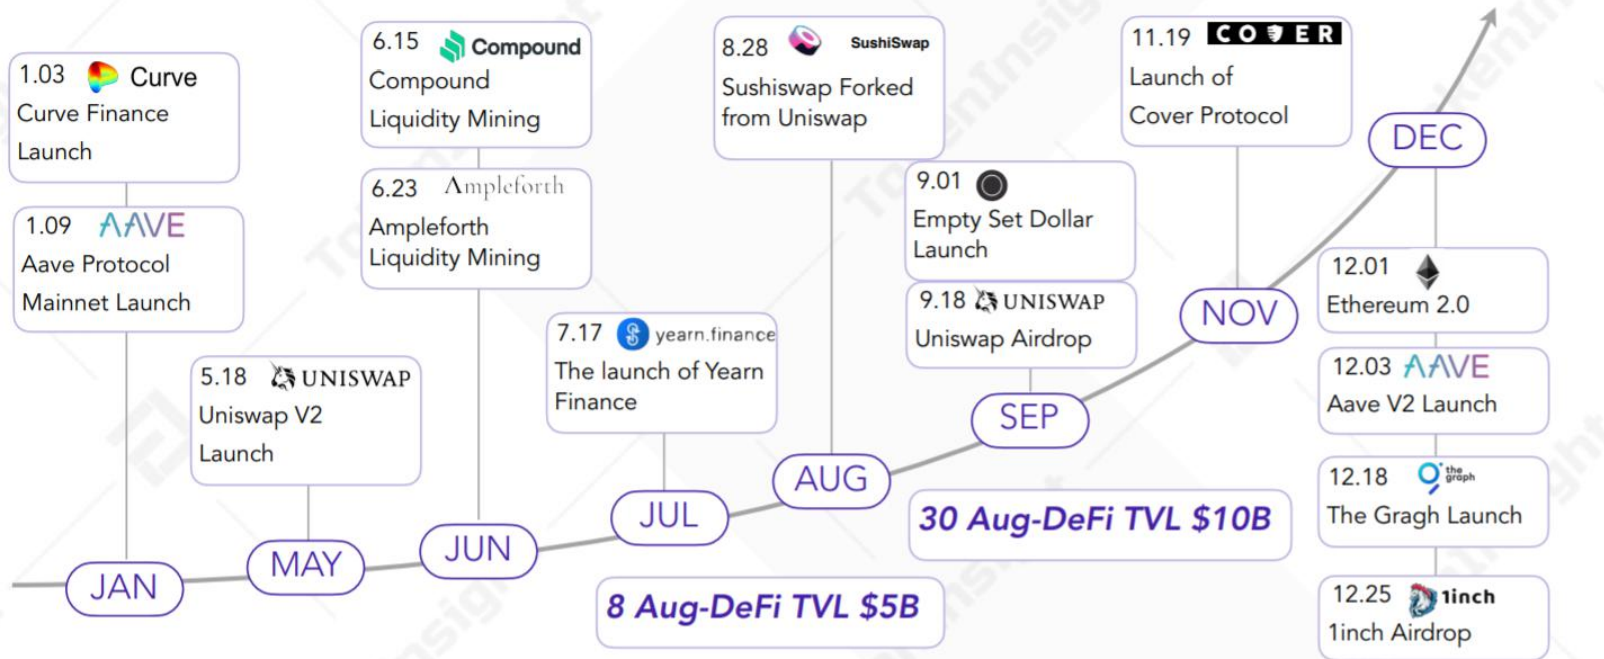 1.03 Curve
Curve Finance
Launch
1.09 AAVE
Aave Protocol
Mainnet Launch
JAN
5.18 UNISWAP
Uniswap V2
Launch
MAY
6.15 Compound
Compound
Liquidity Mining
6.23 Ampleforth
Ampleforth
Liquidity Mining
JUN
7.17 yearn.finance
The launch of Yearn
Finance
JUL
8.28 SushiSwap
Sushiswap Forked
from Uniswap
AUG
8 Aug-DeFi TVL $5B
30 Aug-DeFi TVL $10B
9.01
Empty Set Dollar
Launch
9.18 UNISWAP
Uniswap Airdrop
SEP
11.19 COVER
Launch of
Cover Protocol
NOV
DEC
12.01
Ethereum 2.0
12.03 AAVE
Aave V2 Launch
12.18 the graph
The Gragh Launch
12.25 1inch
1inch Airdrop
TokenInsight